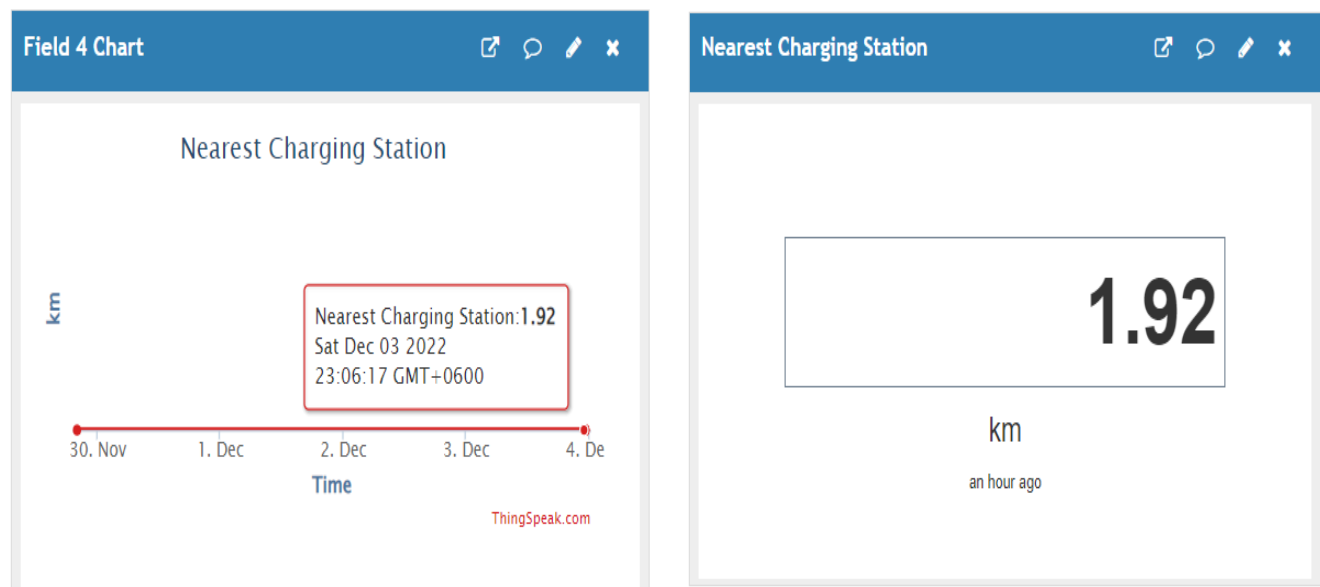 Field 4 Chart
Nearest Charging Station
km
Nearest Charging Station:1.92
Sat Dec 03 2022
23:06:17 GMT+0600
30. Nov 1. Dec 2. Dec 3. Dec 4. De
Time
ThingSpeak.com
Nearest Charging Station
1.92
km
an hour ago